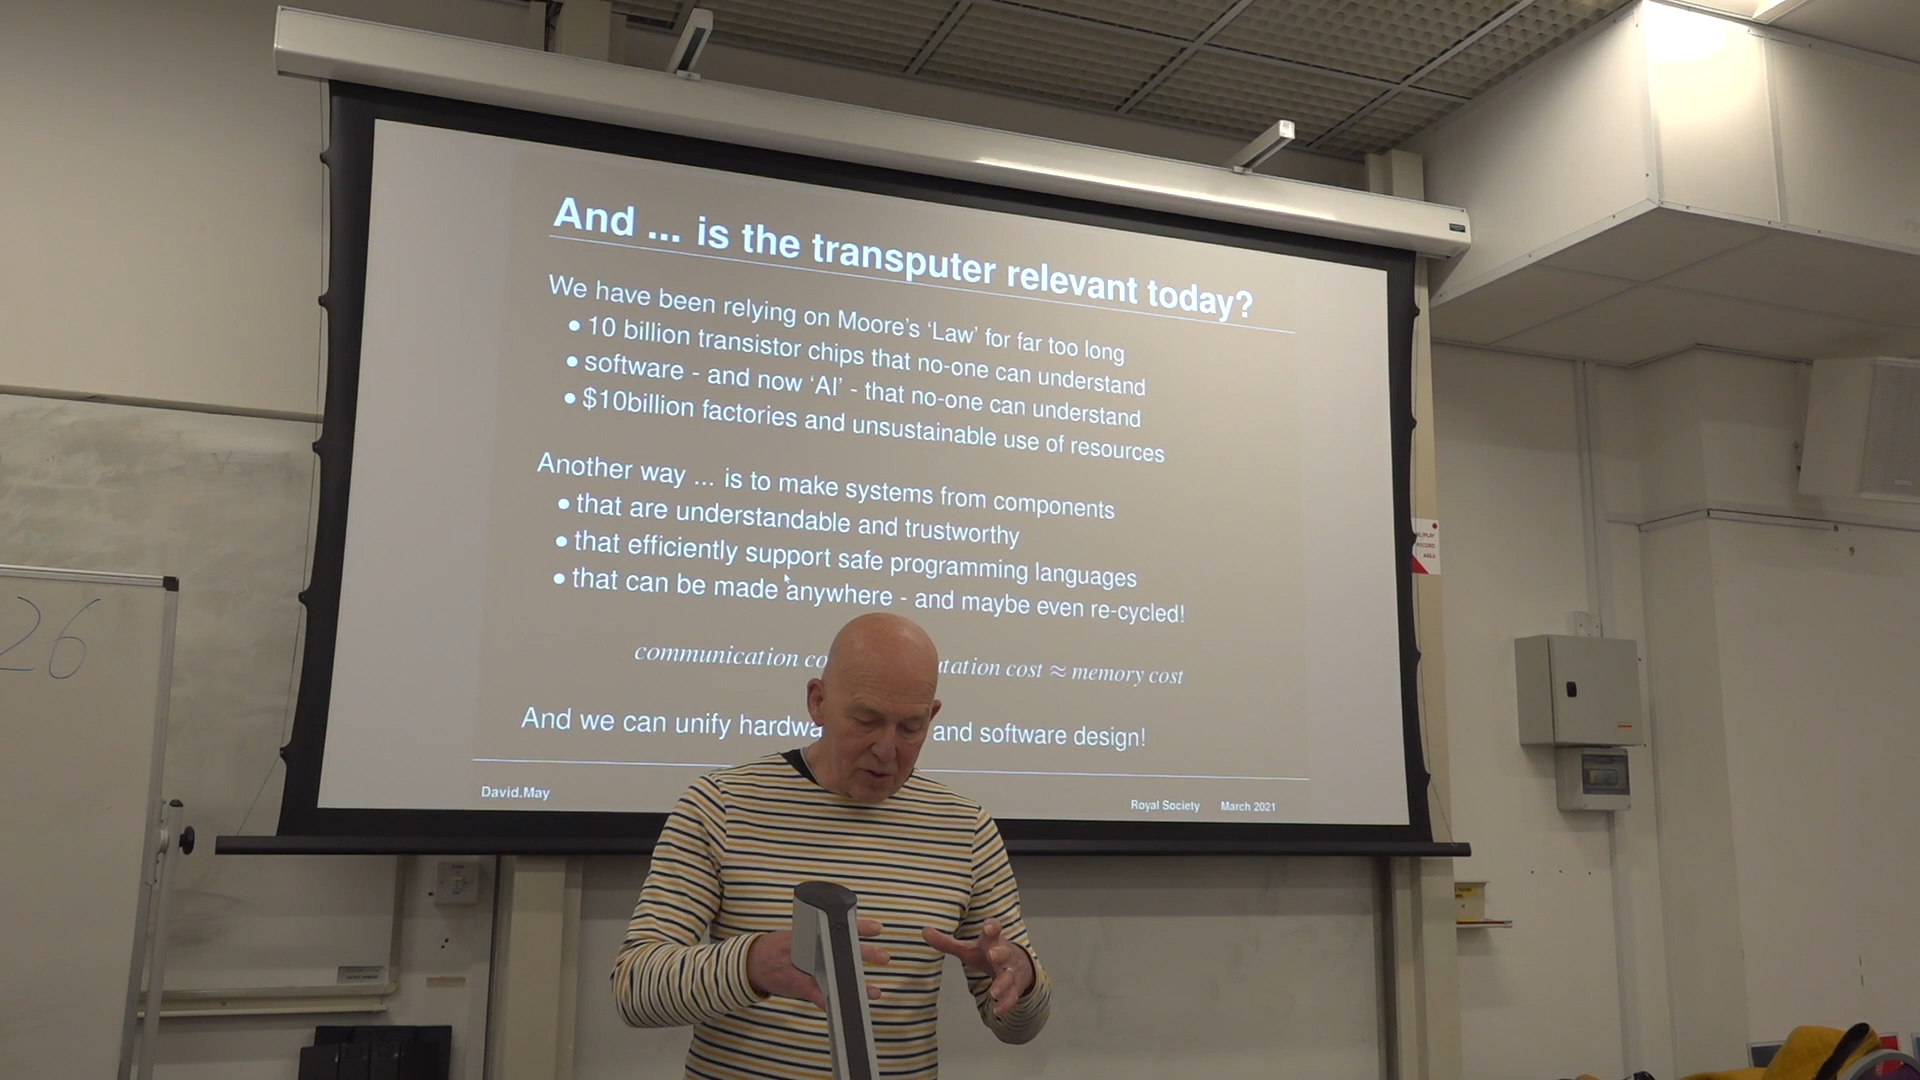 And ... is the transputer relevant today?
We have been relying on Moore's 'Law' for far too long
• 10 billion transistor chips that no-one can understand
• software - and now 'AI' - that no-one can understand
• $10billion factories and unsustainable use of resources
Another way ... is to make systems from components
• that are understandable and trustworthy
• that efficiently support safe programming languages
• that can be made anywhere - and maybe even re-cycled!
communication cost ≈ memory cost
And we can unify and software design!
David.May
Royal Society March 2021
26